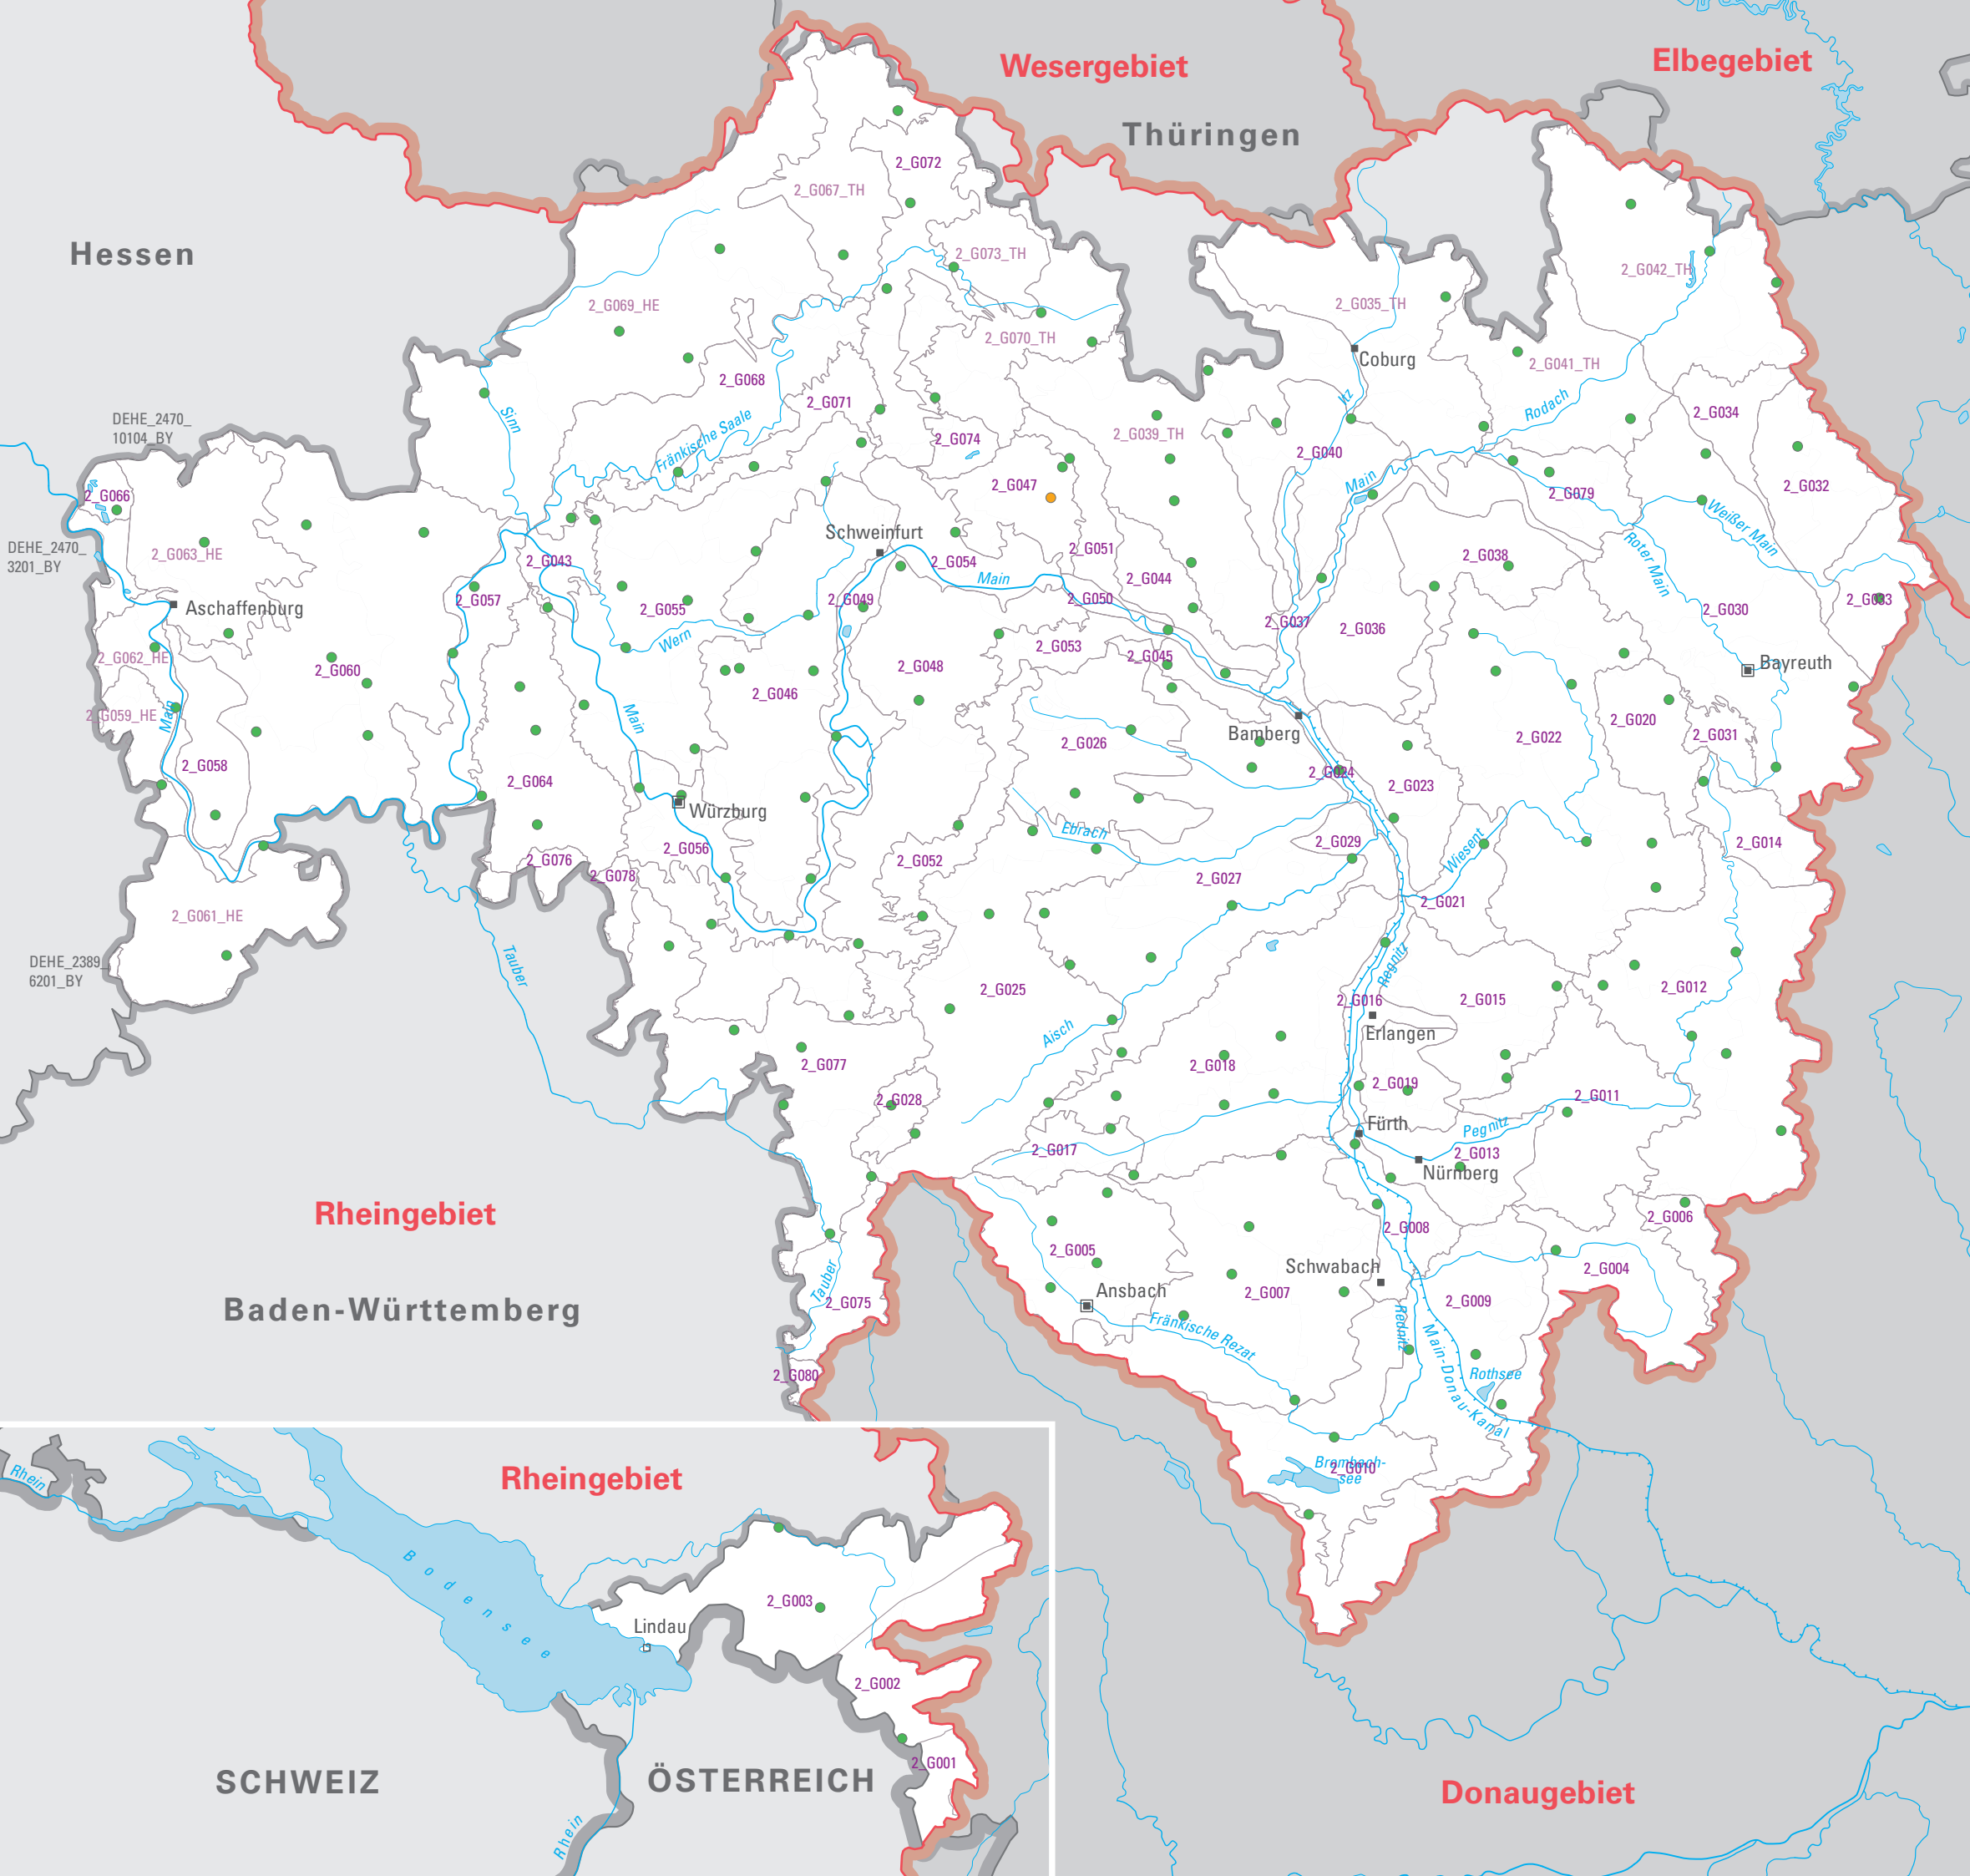 Wesergebiet
Elbegebiet
Thüringen
2_G072
2_G067_TH
Hessen
2_G073_TH
2_G042_TH
2_G069_HE
2_G035_TH
2_G070_TH
Coburg
2_G041_TH
2_G068
Itz
Rodach
2_G071
2_G034
Sinn
DEHE_2470_
10104_BY
Fränkische Saale
2_G074
2_G039_TH
2_G040
2_G047
Main
2_G079
2_G032
2_G066
Weißer Main
Schweinfurt
Roter Main
DEHE_2470_
3201_BY
2_G063_HE
2_G043
2_G054
2_G051
2_G038
Main
2_G044
2_G057
Aschaffenburg
2_G055
2_G049
2_G050
2_G030
2_G033
2_G037
2_G036
Wern
2_G062_HE
2_G060
2_G048
2_G053
2_G045
Bayreuth
2_G046
Main
2_G059_HE
Main
2_G020
2_G031
Bamberg
2_G026
2_G022
2_G058
2_G024
2_G064
2_G023
Würzburg
Ebrach
2_G029
Wiesent
2_G014
2_G056
2_G076
2_G052
2_G078
2_G027
2_G021
2_G061_HE
Tauber
Regnitz
DEHE_2389_
6201_BY
2_G025
2_G016
2_G015
2_G012
Aisch
Erlangen
2_G077
2_G018
2_G019
2_G011
2_G028
Fürth
Pegnitz
2_G017
2_G013
Nürnberg
Rheingebiet
2_G006
2_G008
2_G005
Schwabach
2_G004
Tauber
Ansbach
2_G007
2_G009
2_G075
Baden-Württemberg
Fränkische Rezat
Rednitz
Main-Donau-Kanal
Rothsee
2_G080
Brombach-
see
2_G010
Rheingebiet
Rhein
Bodensee
2_G003
Lindau
2_G002
2_G001
SCHWEIZ
ÖSTERREICH
Rhein
Donaugebiet